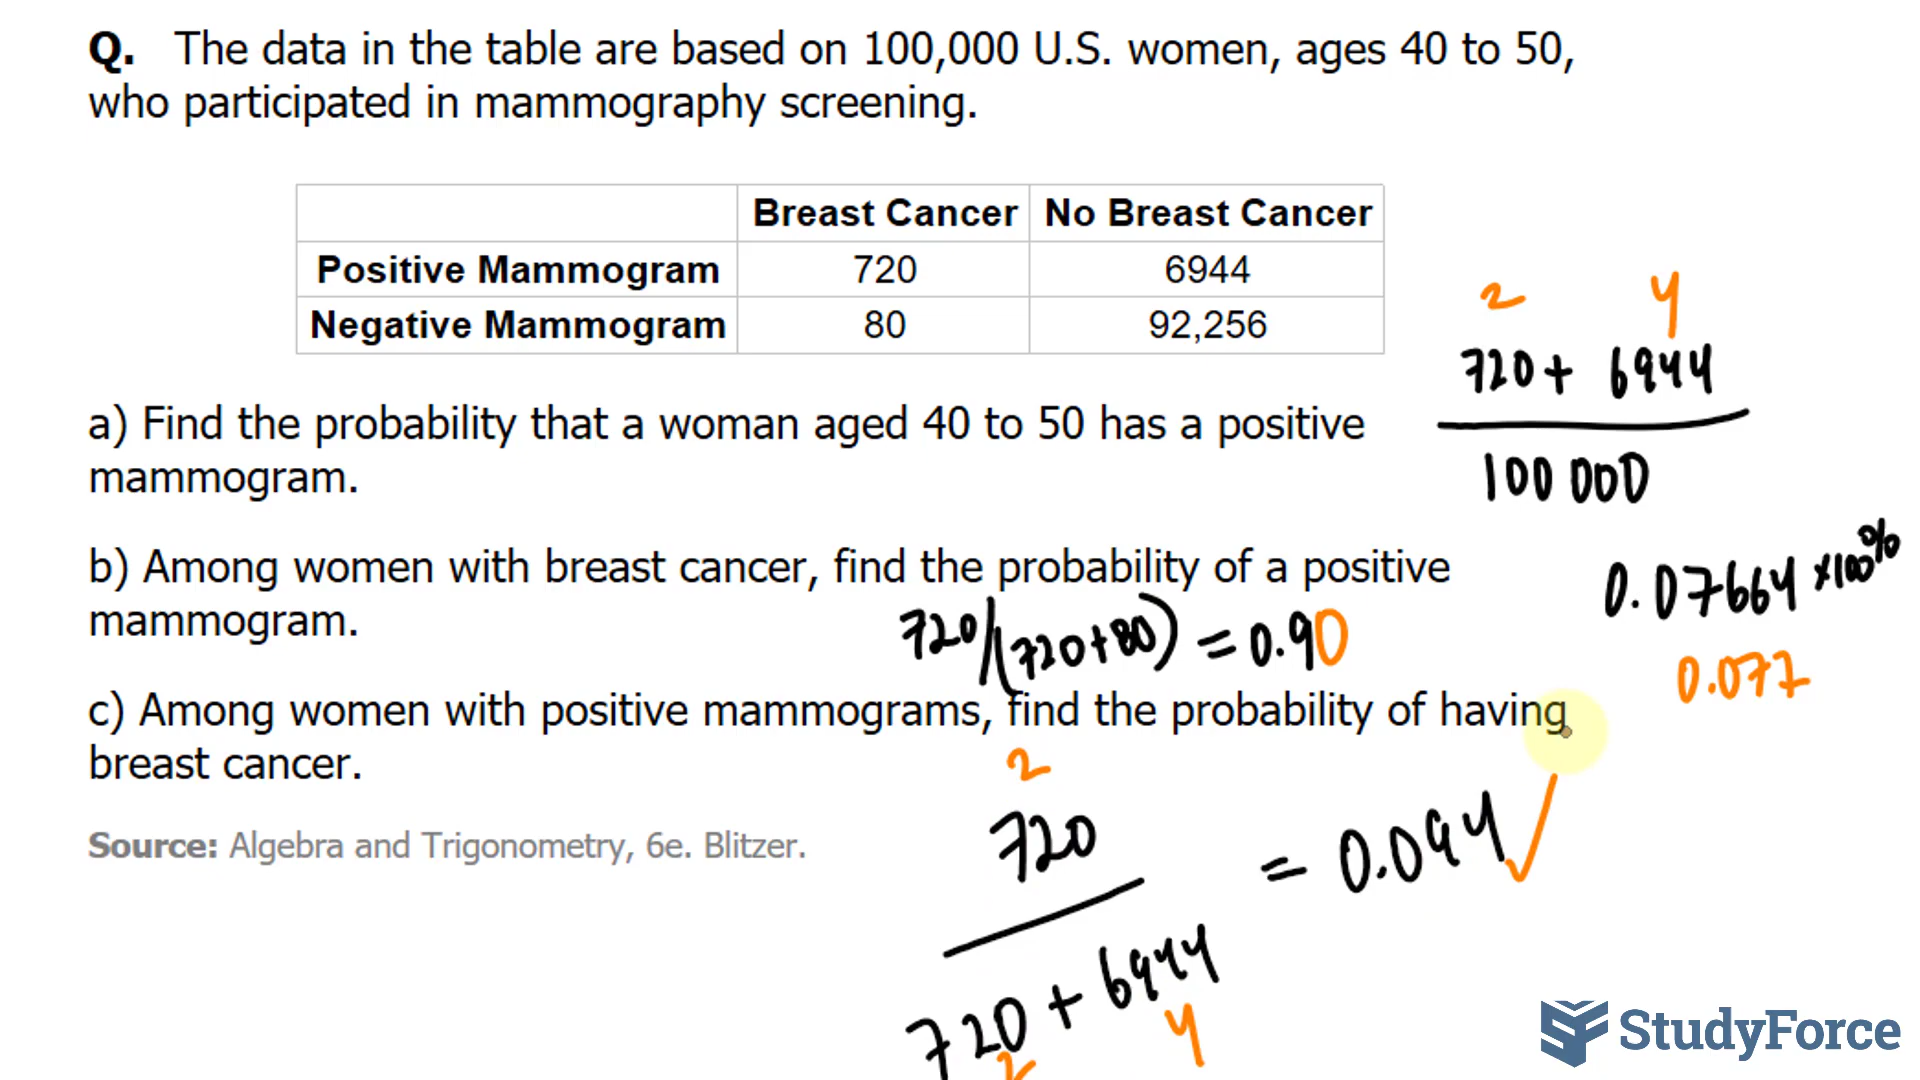 Q. The data in the table are based on 100,000 U.S. women, ages 40 to 50,
who participated in mammography screening.
Breast Cancer No Breast Cancer
Positive Mammogram 720 6944
Negative Mammogram 80 92,256
2 4
720 + 6944
100 000
a) Find the probability that a woman aged 40 to 50 has a positive
mammogram.
0.07664 ×100%
0.077
b) Among women with breast cancer, find the probability of a positive
mammogram.
720/(720+80) = 0.90
c) Among women with positive mammograms, find the probability of having
breast cancer.
2
720
= 0.094
720 + 6944
2 4
Source: Algebra and Trigonometry, 6e. Blitzer.
StudyForce